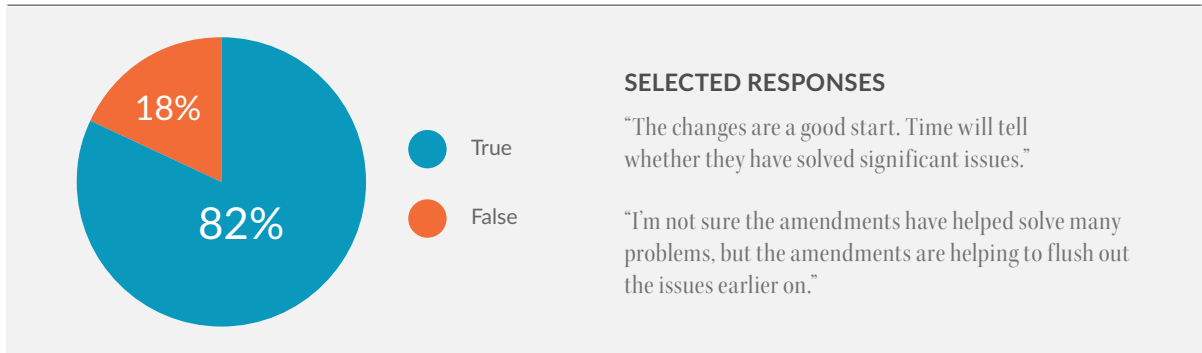 18%
82%
True
False
SELECTED RESPONSES
“The changes are a good start. Time will tell
whether they have solved significant issues.”
“I’m not sure the amendments have helped solve many
problems, but the amendments are helping to flush out
the issues earlier on.”